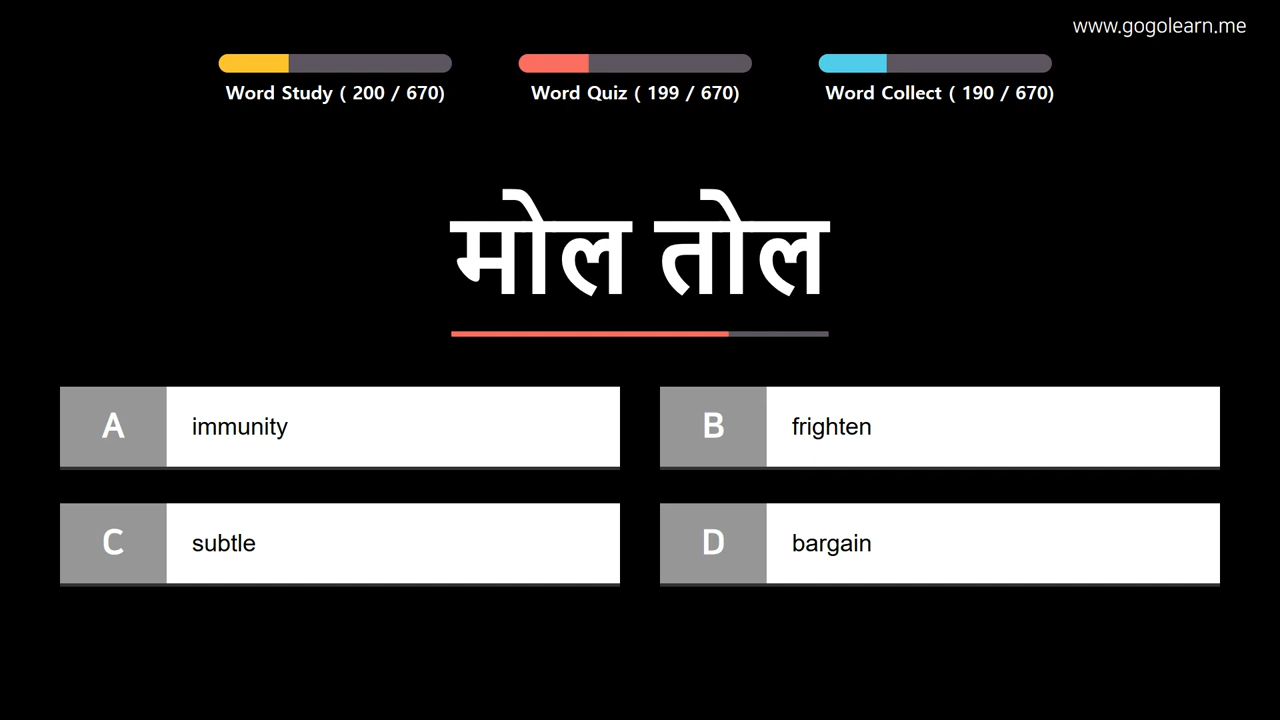 www.gogolearn.me
Word Study ( 200 / 670) Word Quiz ( 199 / 670) Word Collect ( 190 / 670)
मोल तोल
A immunity B frighten
C subtle D bargain